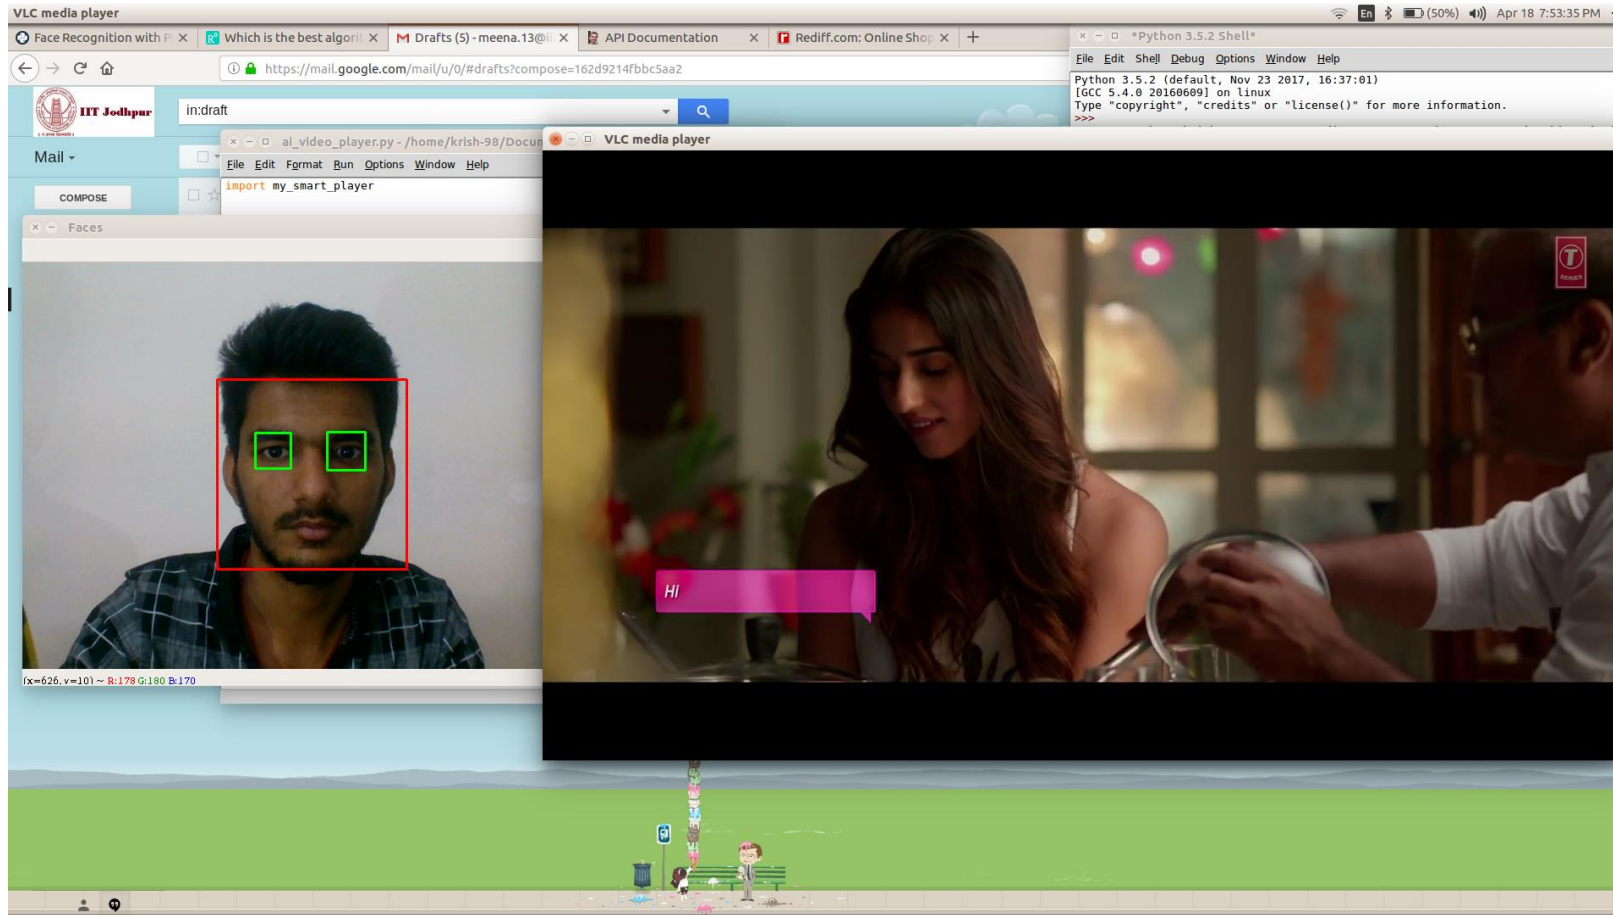 VLC media player
En
(50%)
Apr 18 7:53:35 PM
Face Recognition with P
Which is the best algorit
Drafts (5) - meena.13@ii
API Documentation
Rediff.com: Online Shop
*Python 3.5.2 Shell*
https://mail.google.com/mail/u/0/#drafts?compose=162d9214fbbc5aa2
File Edit Shell Debug Options Window Help
Python 3.5.2 (default, Nov 23 2017, 16:37:01)
[GCC 5.4.0 20160609] on linux
Type "copyright", "credits" or "license()" for more information.
>>>
IIT Jodhpur
in:draft
ai_video_player.py - /home/krish-98/Docum
VLC media player
Mail
File Edit Format Run Options Window Help
import my_smart_player
COMPOSE
Faces
T
SERIES
HI
(x=626, y=10) ~ R:178 G:180 B:170